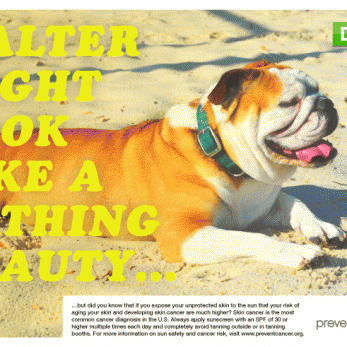 ALTER
GHT
OK
KE A
THING
AUTY...
D
...but did you know that if you expose your unprotected skin to the sun that your risk of
aging your skin and developing skin cancer are much higher? Skin cancer is the most
common cancer diagnosis in the U.S. Always apply sunscreen with an SPF of 30 or
higher multiple times each day and completely avoid tanning outside or in tanning
booths. For more information on sun safety and cancer risk, visit www.preventcancer.org.
preve